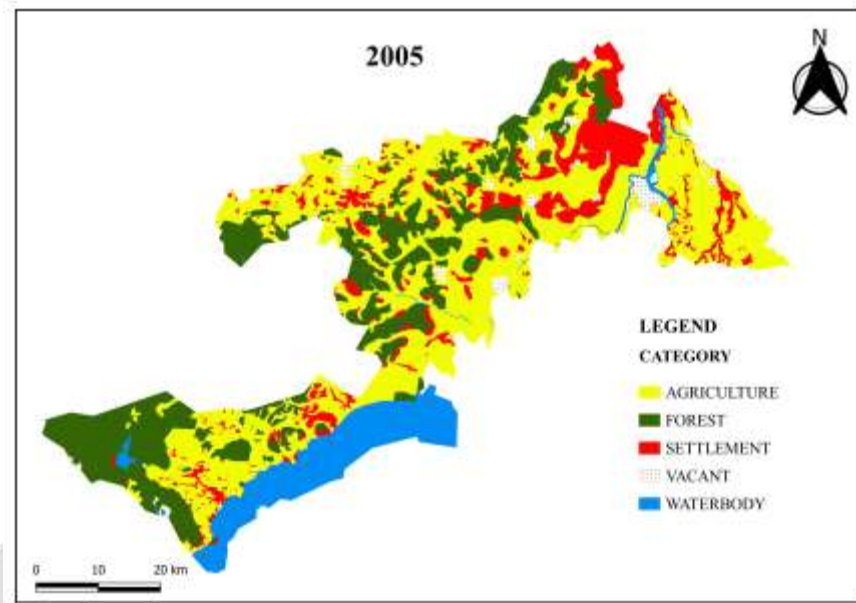 2005
N
LEGEND
CATEGORY
AGRICULTURE
FOREST
SETTLEMENT
VACANT
WATERBODY
0 10 20 km